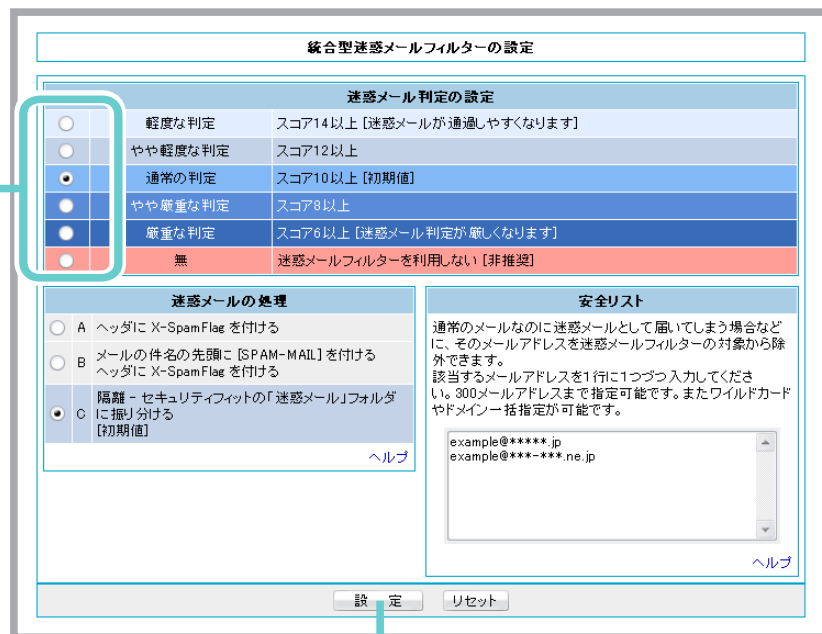 統合型迷惑メールフィルターの設定
迷惑メール判定の設定
軽度な判定 スコア14以上 [迷惑メールが通過しやすくなります]
やや軽度な判定 スコア12以上
通常の判定 スコア10以上 [初期値]
やや厳重な判定 スコア8以上
厳重な判定 スコア6以上 [迷惑メール判定が厳しくなります]
無 迷惑メールフィルターを利用しない [非推奨]
迷惑メールの処理
A ヘッダに X-SpamFlag を付ける
B メールの件名の先頭に [SPAM-MAIL] を付ける
ヘッダに X-SpamFlag を付ける
C 隔離 - セキュリティフィットの「迷惑メール」フォルダ
に振り分ける
[初期値]
ヘルプ
安全リスト
通常のメールなのに迷惑メールとして届いてしまう場合など
に、そのメールアドレスを迷惑メールフィルターの対象から除
外できます。
該当するメールアドレスを1行に1つづつ入力してくださ
い。300メールアドレスまで指定可能です。またワイルドカード
やドメイン一括指定が可能です。
example@*****.jp
example@***-***.ne.jp
ヘルプ
設 定 リセット